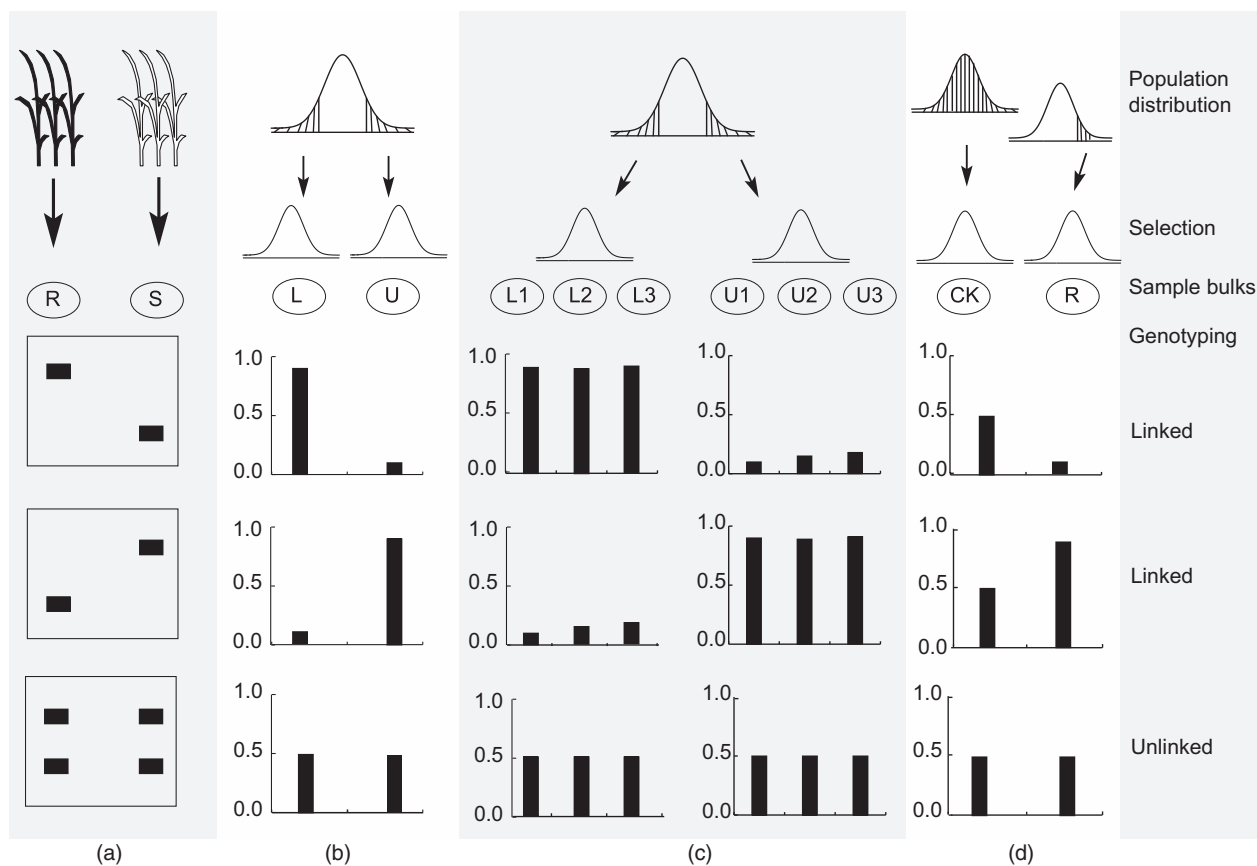 Population
distribution
Selection
R
S
L
U
L1
L2
L3
U1
U2
U3
CK
R
Sample bulks
Genotyping
1.0
0.5
0.0
1.0
0.5
0.0
1.0
0.5
0.0
1.0
0.5
0.0
Linked
1.0
0.5
0.0
1.0
0.5
0.0
1.0
0.5
0.0
1.0
0.5
0.0
Linked
1.0
0.5
0.0
1.0
0.5
0.0
1.0
0.5
0.0
1.0
0.5
0.0
Unlinked
(a)
(b)
(c)
(d)